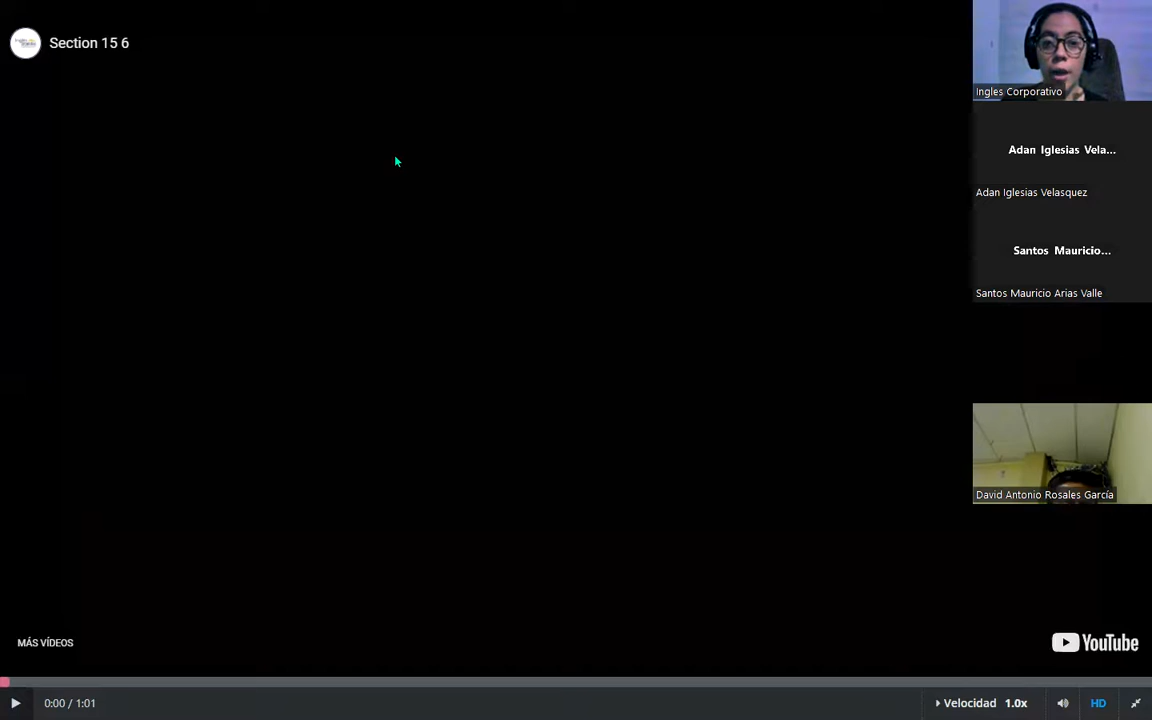 Section 15 6
Ingles Corporativo
Adan Iglesias Vela...
Adan Iglesias Velasquez
Santos Mauricio...
Santos Mauricio Arias Valle
David Antonio Rosales García
MÁS VÍDEOS
YouTube
0:00 / 1:01
Velocidad 1.0x
HD